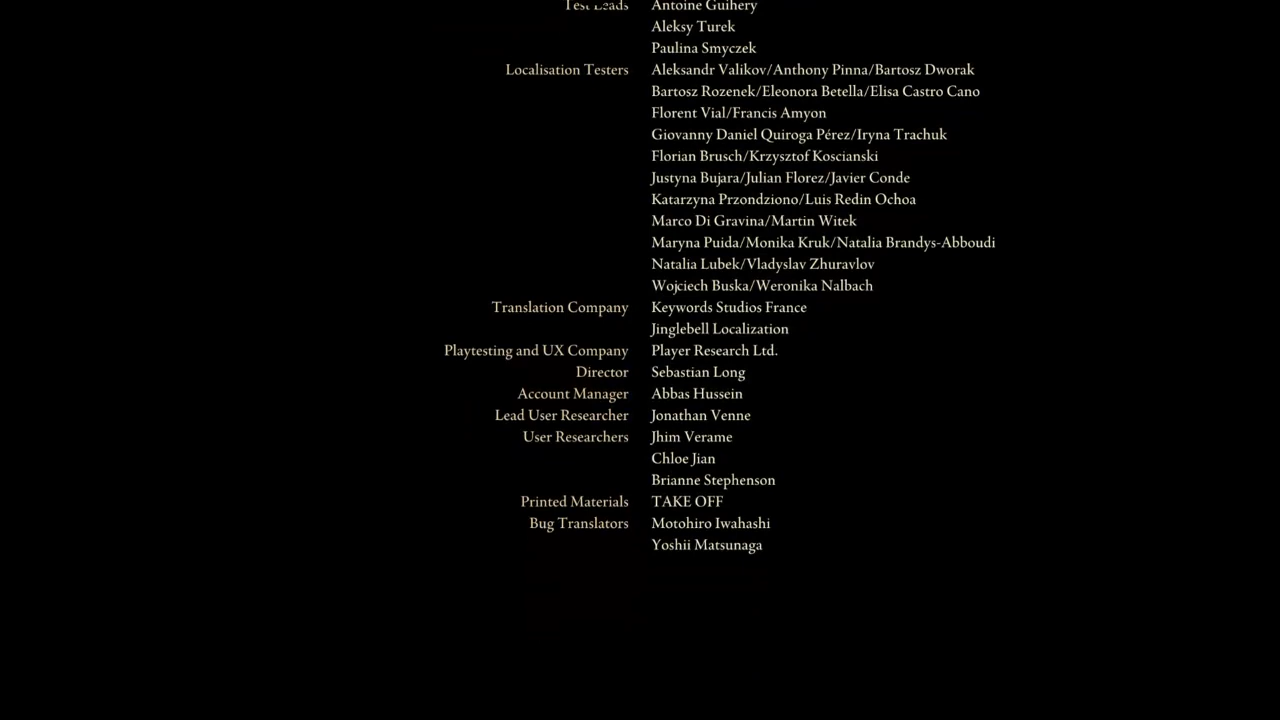 Test Leads Antoine Guihery
Aleksy Turek
Paulina Smyczek
Localisation Testers Aleksandr Valikov/Anthony Pinna/Bartosz Dworak
Bartosz Rozenek/Eleonora Betella/Elisa Castro Cano
Florent Vial/Francis Amyon
Giovanny Daniel Quiroga Pérez/Iryna Trachuk
Florian Brusch/Krzysztof Koscianski
Justyna Bujara/Julian Florez/Javier Conde
Katarzyna Przondziono/Luis Redin Ochoa
Marco Di Gravina/Martin Witek
Maryna Puida/Monika Kruk/Natalia Brandys-Abboudi
Natalia Lubek/Vladyslav Zhuravlov
Wojciech Buska/Weronika Nalbach
Translation Company Keywords Studios France
Jinglebell Localization
Playtesting and UX Company Player Research Ltd.
Director Sebastian Long
Account Manager Abbas Hussein
Lead User Researcher Jonathan Venne
User Researchers Jhim Verame
Chloe Jian
Brianne Stephenson
Printed Materials TAKE OFF
Bug Translators Motohiro Iwahashi
Yoshii Matsunaga